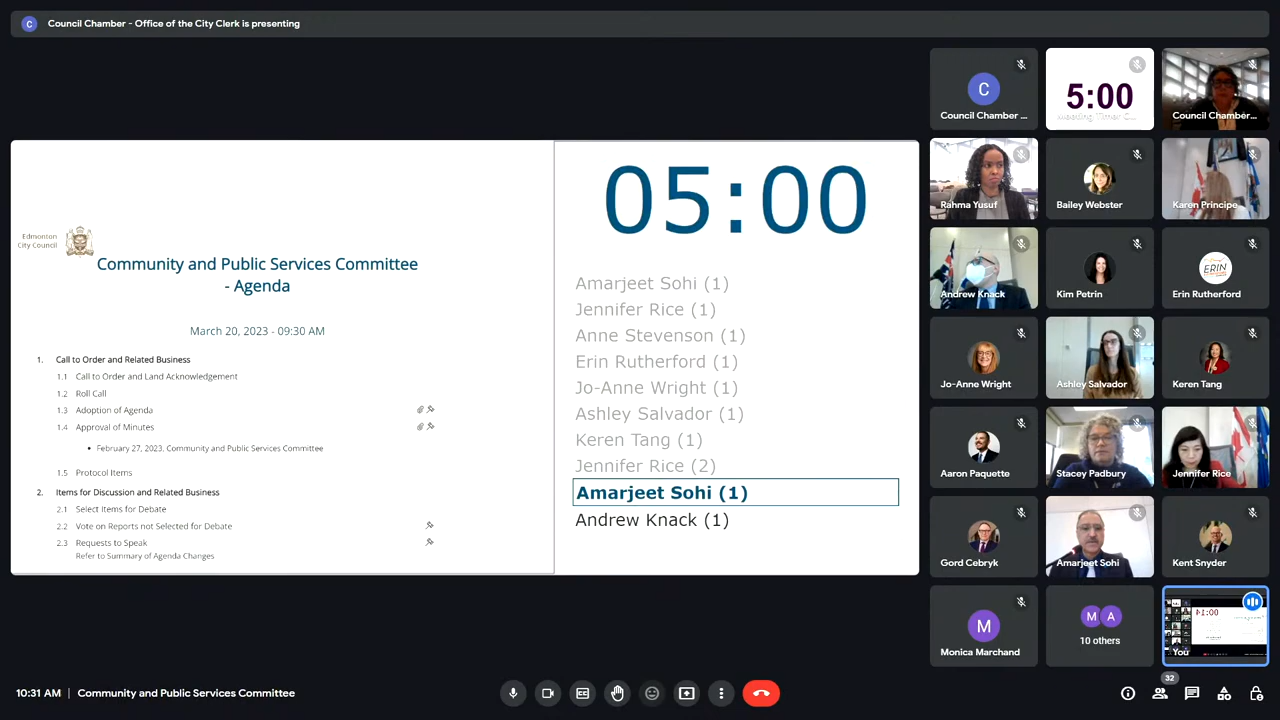 C
Council Chamber - Office of the City Clerk is presenting
Edmonton
City Council
Community and Public Services Committee
- Agenda
March 20, 2023 - 09:30 AM
1. Call to Order and Related Business
1.1 Call to Order and Land Acknowledgement
1.2 Roll Call
1.3 Adoption of Agenda
1.4 Approval of Minutes
• February 27, 2023, Community and Public Services Committee
1.5 Protocol Items
2. Items for Discussion and Related Business
2.1 Select Items for Debate
2.2 Vote on Reports not Selected for Debate
2.3 Requests to Speak
Refer to Summary of Agenda Changes
05:00
Amarjeet Sohi (1)
Jennifer Rice (1)
Anne Stevenson (1)
Erin Rutherford (1)
Jo-Anne Wright (1)
Ashley Salvador (1)
Keren Tang (1)
Jennifer Rice (2)
Amarjeet Sohi (1)
Andrew Knack (1)
C
Council Chamber ...
5:00
Meeting Timer C...
Council Chamber...
Rahma Yusuf
Bailey Webster
Karen Principe
Andrew Knack
Kim Petrin
ERIN
Erin Rutherford
Jo-Anne Wright
Ashley Salvador
Keren Tang
Aaron Paquette
Stacey Padbury
Jennifer Rice
Gord Cebryk
Amarjeet Sohi
Kent Snyder
M
Monica Marchand
M A
10 others
You
10:31 AM | Community and Public Services Committee
32